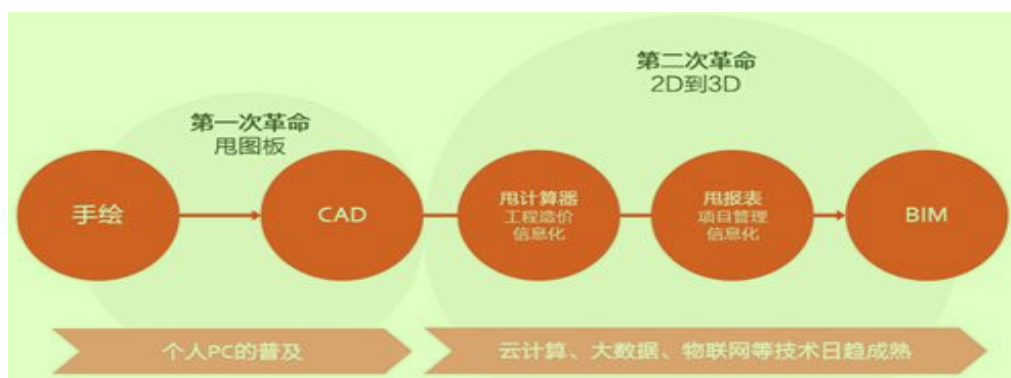 第二次革命
2D到3D
第一次革命
甩图板
手绘
CAD
甩计算器
工程造价
信息化
甩报表
项目管理
信息化
BIM
个人PC的普及
云计算、大数据、物联网等技术日趋成熟